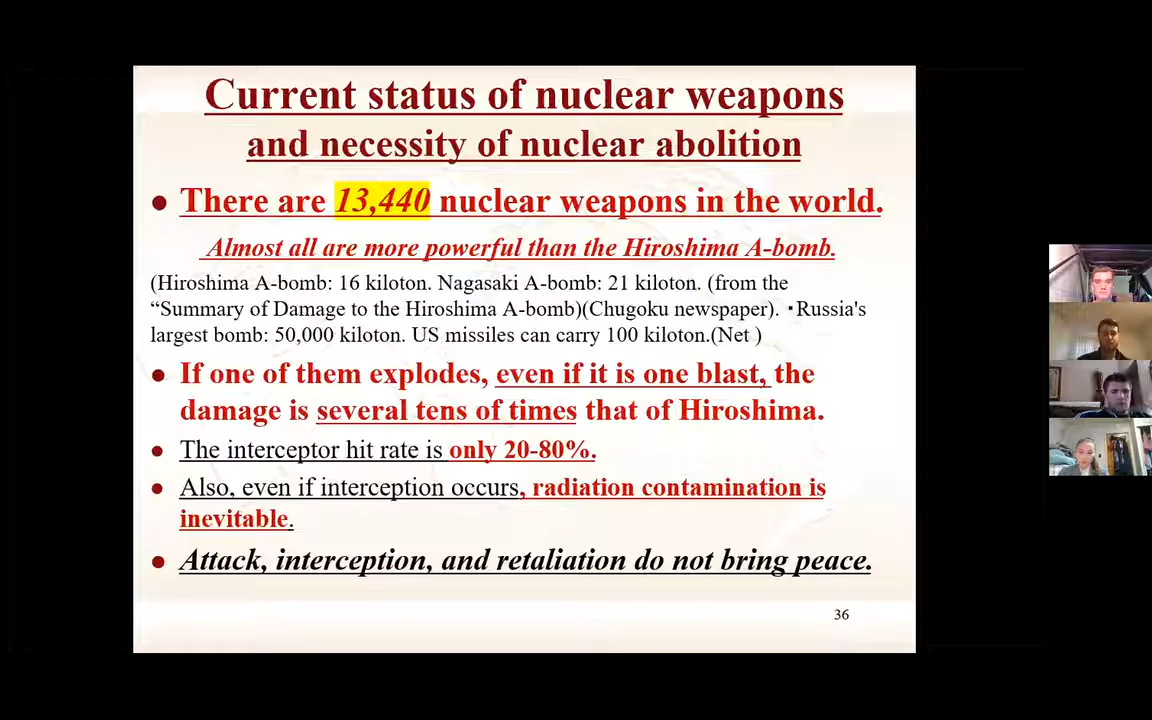 Current status of nuclear weapons
and necessity of nuclear abolition
• There are 13,440 nuclear weapons in the world.
Almost all are more powerful than the Hiroshima A-bomb.
(Hiroshima A-bomb: 16 kiloton. Nagasaki A-bomb: 21 kiloton. (from the
“Summary of Damage to the Hiroshima A-bomb)(Chugoku newspaper). ・Russia's
largest bomb: 50,000 kiloton. US missiles can carry 100 kiloton.(Net )
• If one of them explodes, even if it is one blast, the
damage is several tens of times that of Hiroshima.
• The interceptor hit rate is only 20-80%.
• Also, even if interception occurs, radiation contamination is
inevitable.
• Attack, interception, and retaliation do not bring peace.
36